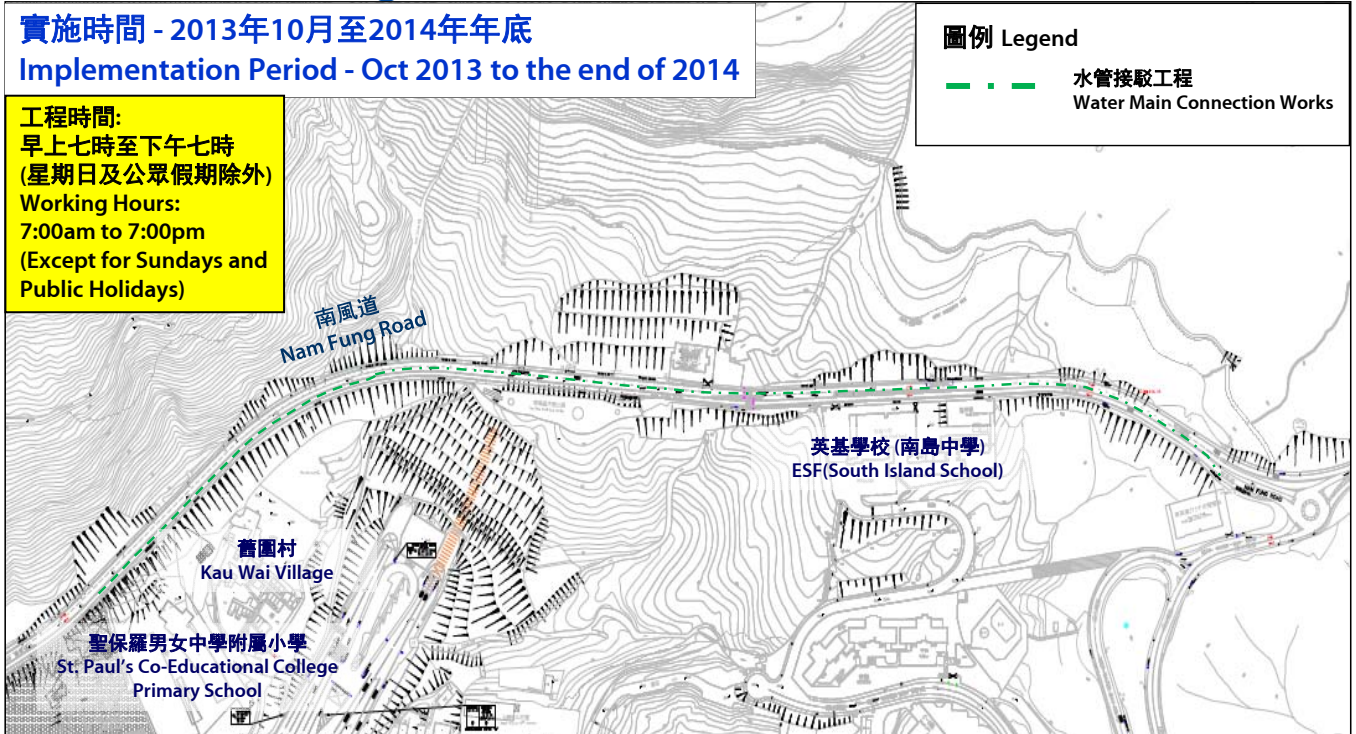 實施時間 - 2013年10月至2014年年底
Implementation Period - Oct 2013 to the end of 2014
圖例 Legend
水管接駁工程
Water Main Connection Works
工程時間:
早上七時至下午七時
(星期日及公眾假期除外)
Working Hours:
7:00am to 7:00pm
(Except for Sundays and
Public Holidays)
南風道
Nam Fung Road
英基學校 (南島中學)
ESF(South Island School)
NAM FUNG ROAD
舊圍村
Kau Wai Village
聖保羅男女中學附屬小學
St. Paul's Co-Educational College
Primary School